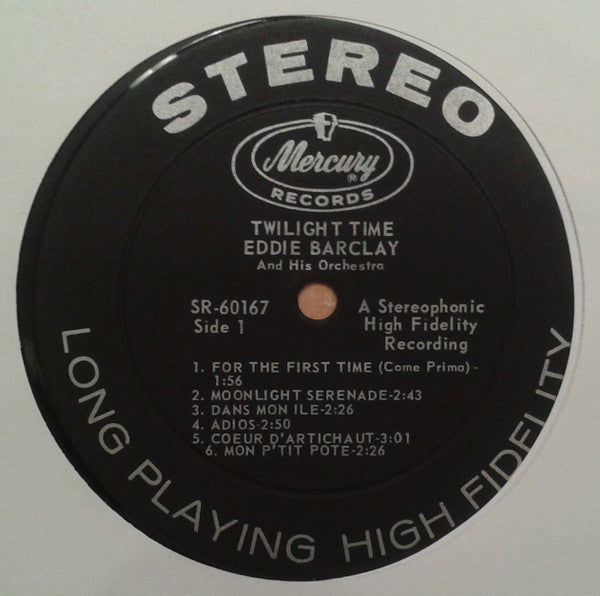 STEREO
Mercury ®
RECORDS
TWILIGHT TIME
EDDIE BARCLAY
And His Orchestra
SR-60167
Side 1
A Stereophonic
High Fidelity
Recording
1. FOR THE FIRST TIME (Come Prima)-
1:56
2. MOONLIGHT SERENADE-2:43
3. DANS MON ILE-2:26
4. ADIOS-2:50
5. COEUR D'ARTICHAUT-3:01
6. MON P'TIT POTE-2:26
LONG PLAYING HIGH FIDELITY